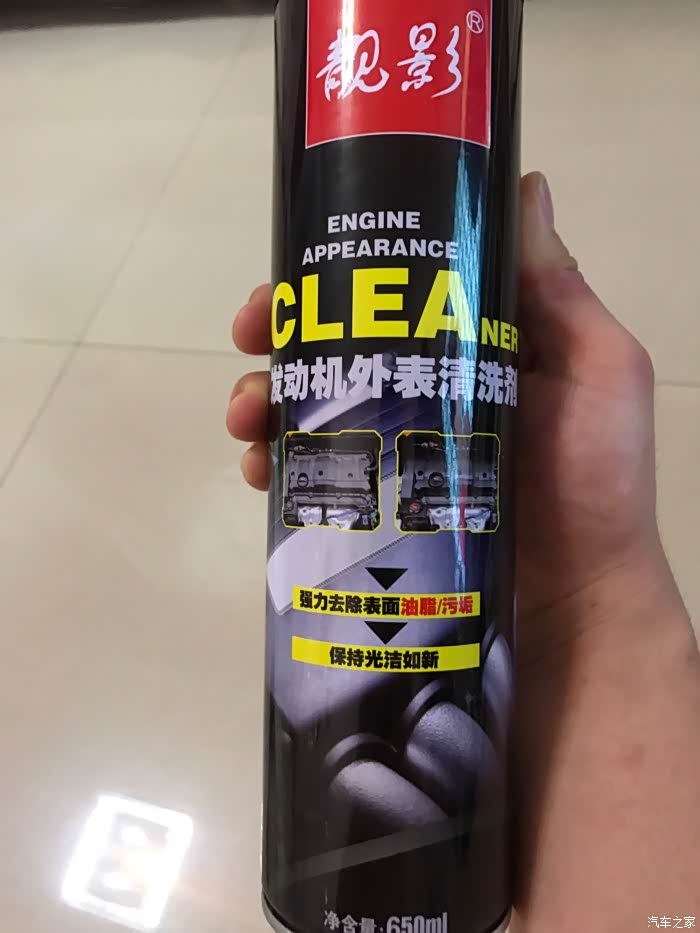 靓影®
ENGINE
APPEARANCE
CLEANER
发动机外表清洗剂
强力去除表面油脂/污垢
保持光洁如新
净含量:650ml
汽车之家